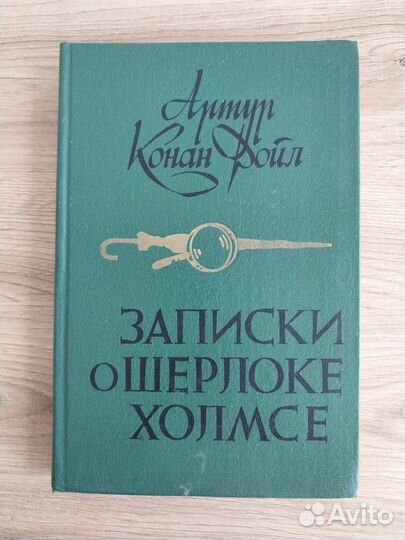 Артур
Конан Дойл
ЗАПИСКИ
О ШЕРЛОКЕ
ХОЛМСЕ
Avito